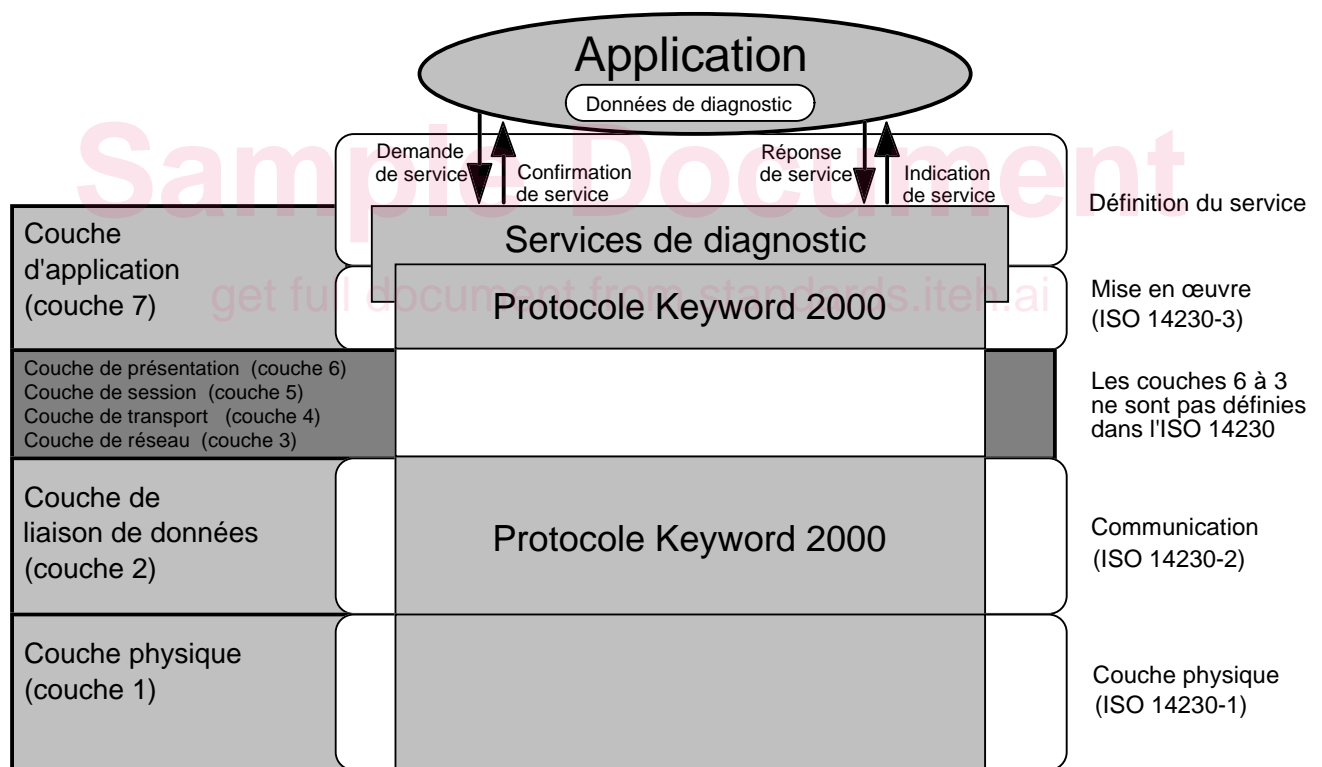 Application
Données de diagnostic
Sample Document
Demande
de service
Confirmation
de service
Réponse
de service
Indication
de service
Définition du service
Couche
d'application
(couche 7)
Services de diagnostic
get full document from standards.iteh.ai
Protocole Keyword 2000
Mise en œuvre
(ISO 14230-3)
Couche de présentation (couche 6)
Couche de session (couche 5)
Couche de transport (couche 4)
Couche de réseau (couche 3)
Les couches 6 à 3
ne sont pas définies
dans l'ISO 14230
Couche de
liaison de données
(couche 2)
Protocole Keyword 2000
Communication
(ISO 14230-2)
Couche physique
(couche 1)
Couche physique
(ISO 14230-1)